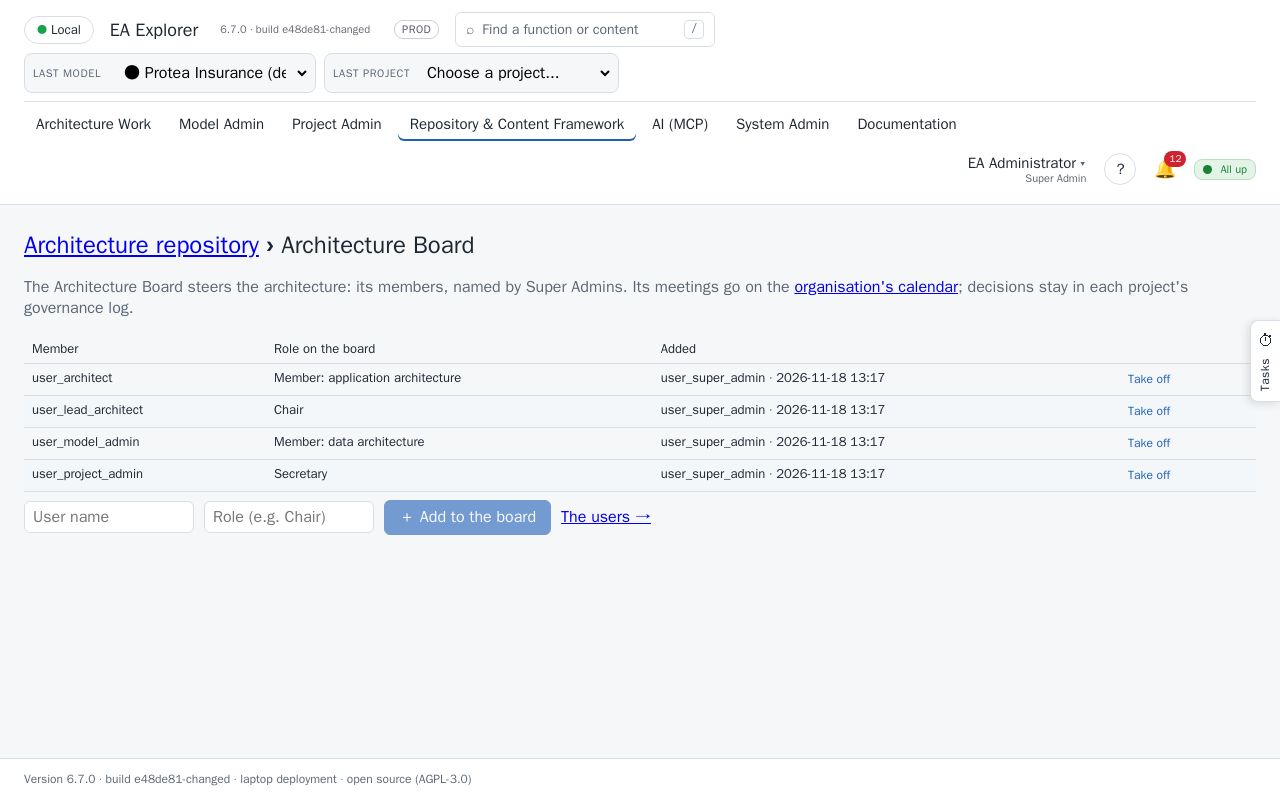 Local
EA Explorer
6.7.0 · build e48de81-changed
PROD
Find a function or content
/
LAST MODEL
Protea Insurance (de
LAST PROJECT
Choose a project...
Architecture Work
Model Admin
Project Admin
Repository & Content Framework
AI (MCP)
System Admin
Documentation
EA Administrator
Super Admin
?
12
All up
Architecture repository › Architecture Board
The Architecture Board steers the architecture: its members, named by Super Admins. Its meetings go on the organisation's calendar; decisions stay in each project's
governance log.
Member Role on the board Added
user_architect Member: application architecture user_super_admin · 2026-11-18 13:17 Take off
user_lead_architect Chair user_super_admin · 2026-11-18 13:17 Take off
user_model_admin Member: data architecture user_super_admin · 2026-11-18 13:17 Take off
user_project_admin Secretary user_super_admin · 2026-11-18 13:17 Take off
User name
Role (e.g. Chair)
+ Add to the board
The users →
Tasks
Version 6.7.0 · build e48de81-changed · laptop deployment · open source (AGPL-3.0)